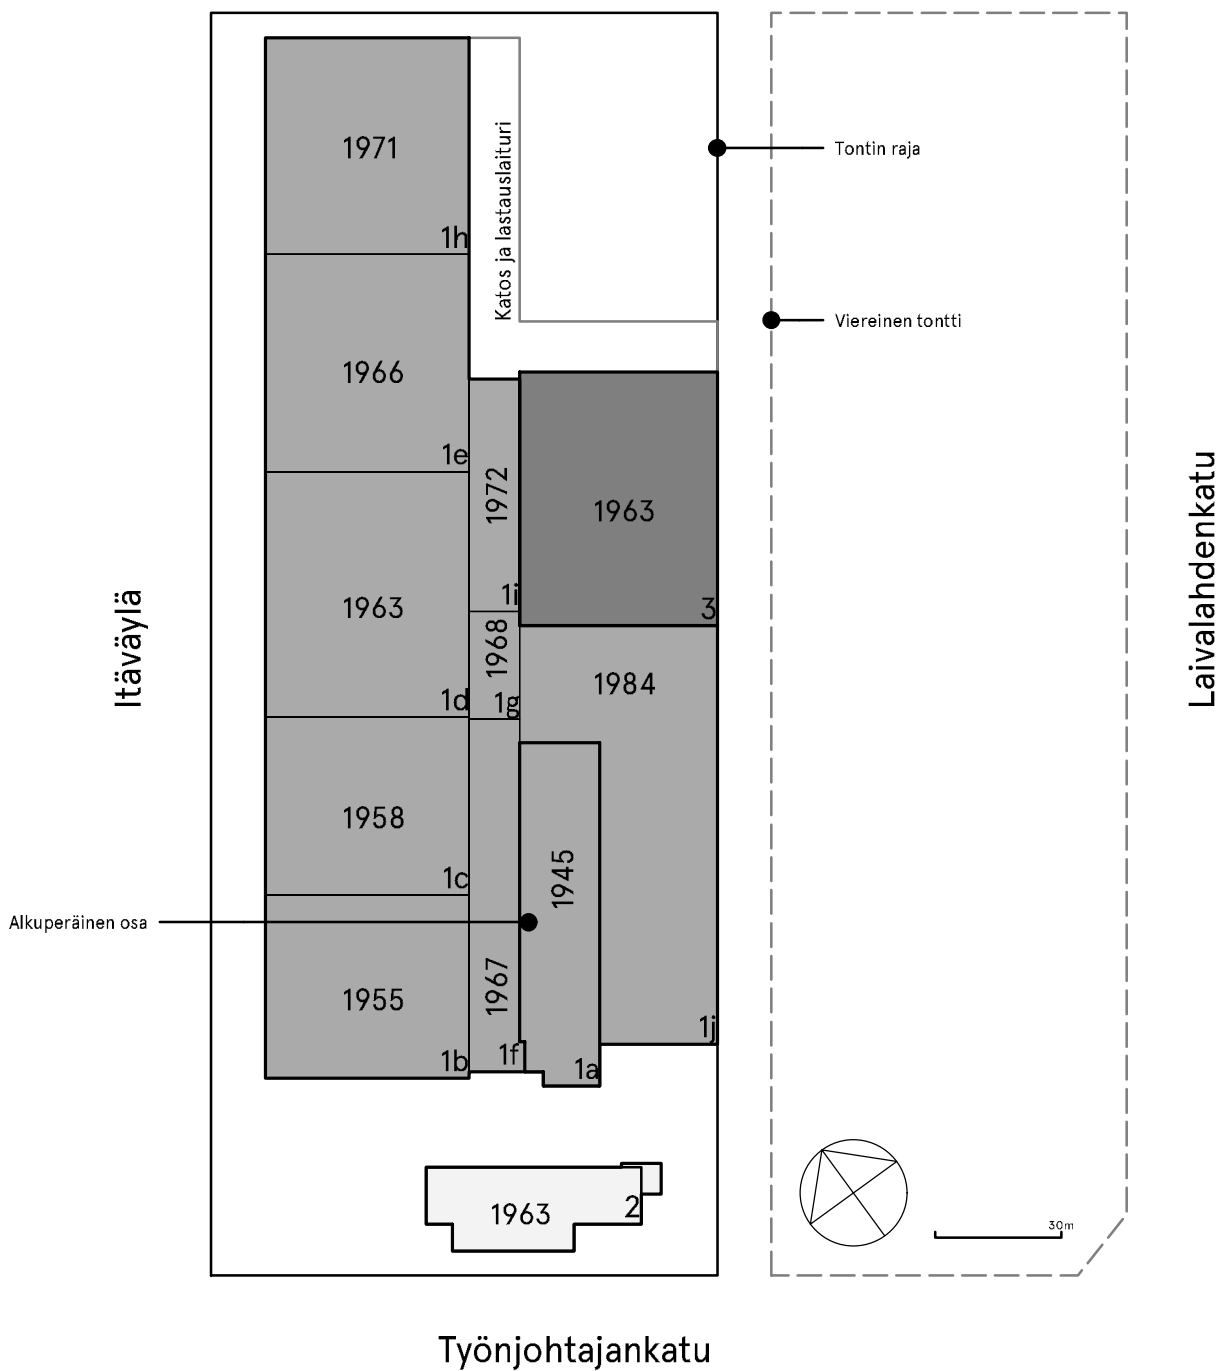 1971
Katos ja lastauslaituri
Tontin raja
1h
Viereinen tontti
1966
1e
1972
1963
1i
3
Itäväylä
Laivalahdenkatu
1963
1968
1984
1d
1g
1958
1c
1945
Alkuperäinen osa
1955
1967
1j
1b
1f
1a
1963
2
30m
Työnjohtajankatu